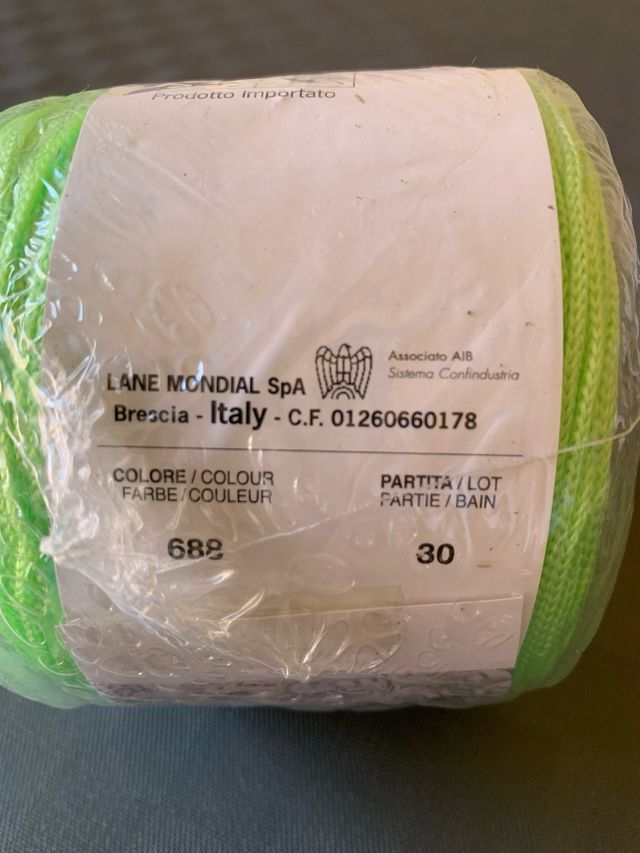 Prodotto Importato
LANE MONDIAL SpA
Associato AIB
Sistema Confindustria
Brescia - Italy - C.F. 01260660178
COLORE / COLOUR
FARBE / COULEUR
PARTITA / LOT
PARTIE / BAIN
688
30